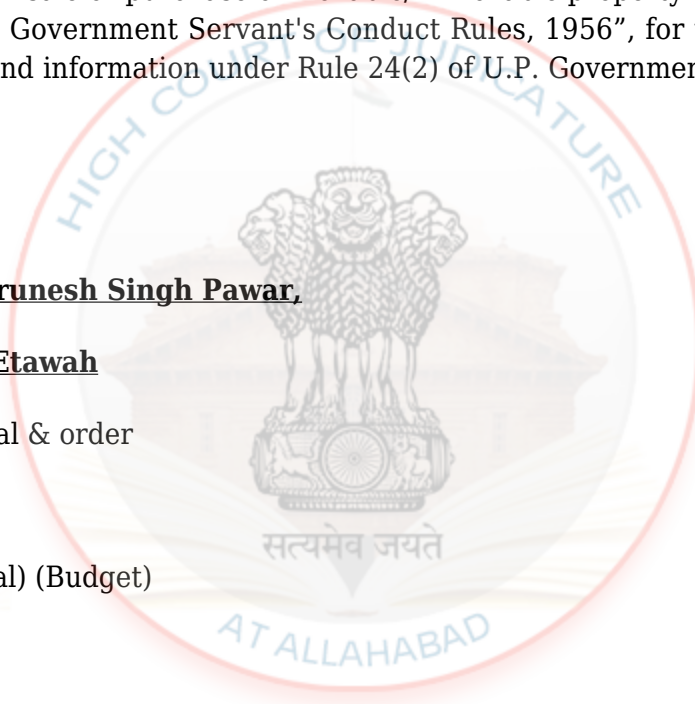 Government Servant's Conduct Rules, 1956”, for
nd information under Rule 24(2) of U.P.
HIGH COURT OF JUDICATURE
runesh Singh Pawar,
Etawah
al & order
सत्यमेव जयते
al) (Budget)
AT ALLAHABAD